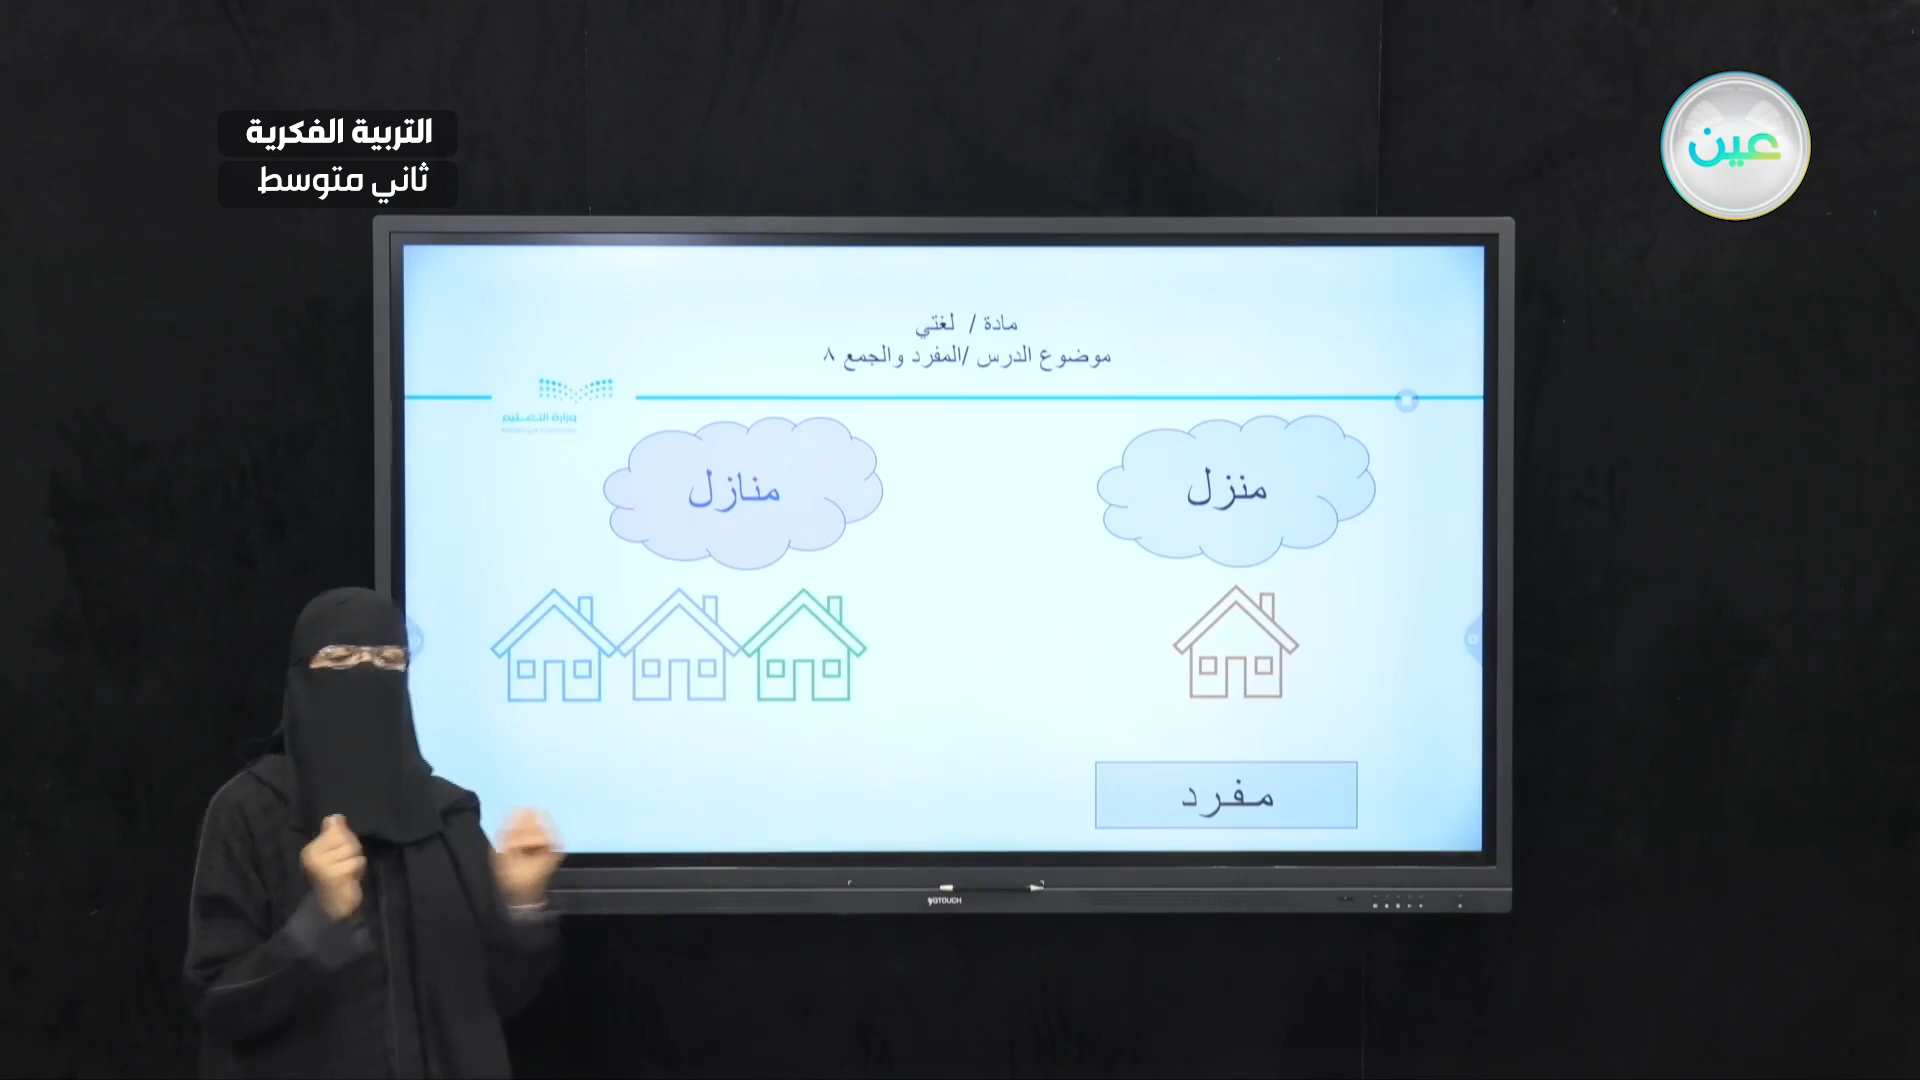 التربية الفكرية
ثاني متوسط
عين
مادة / لغتي
موضوع الدرس /المفرد والجمع ٨
وزارة التعليم
منزل
منازل
مفرد